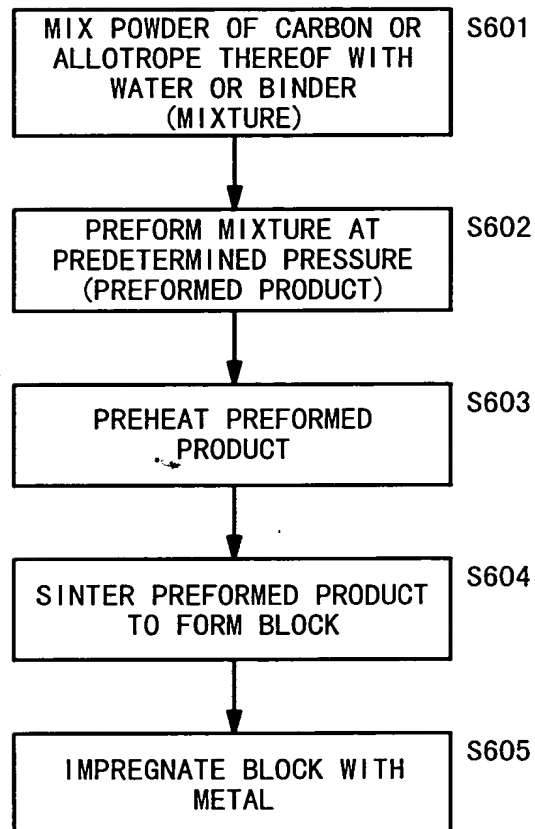 MIX POWDER OF CARBON OR
ALLOTROPE THEREOF WITH
WATER OR BINDER
(MIXTURE)
S601
PREFORM MIXTURE AT
PREDETERMINED PRESSURE
(PREFORMED PRODUCT)
S602
PREHEAT PREFORMED
PRODUCT
S603
SINTER PREFORMED PRODUCT
TO FORM BLOCK
S604
IMPREGNATE BLOCK WITH
METAL
S605